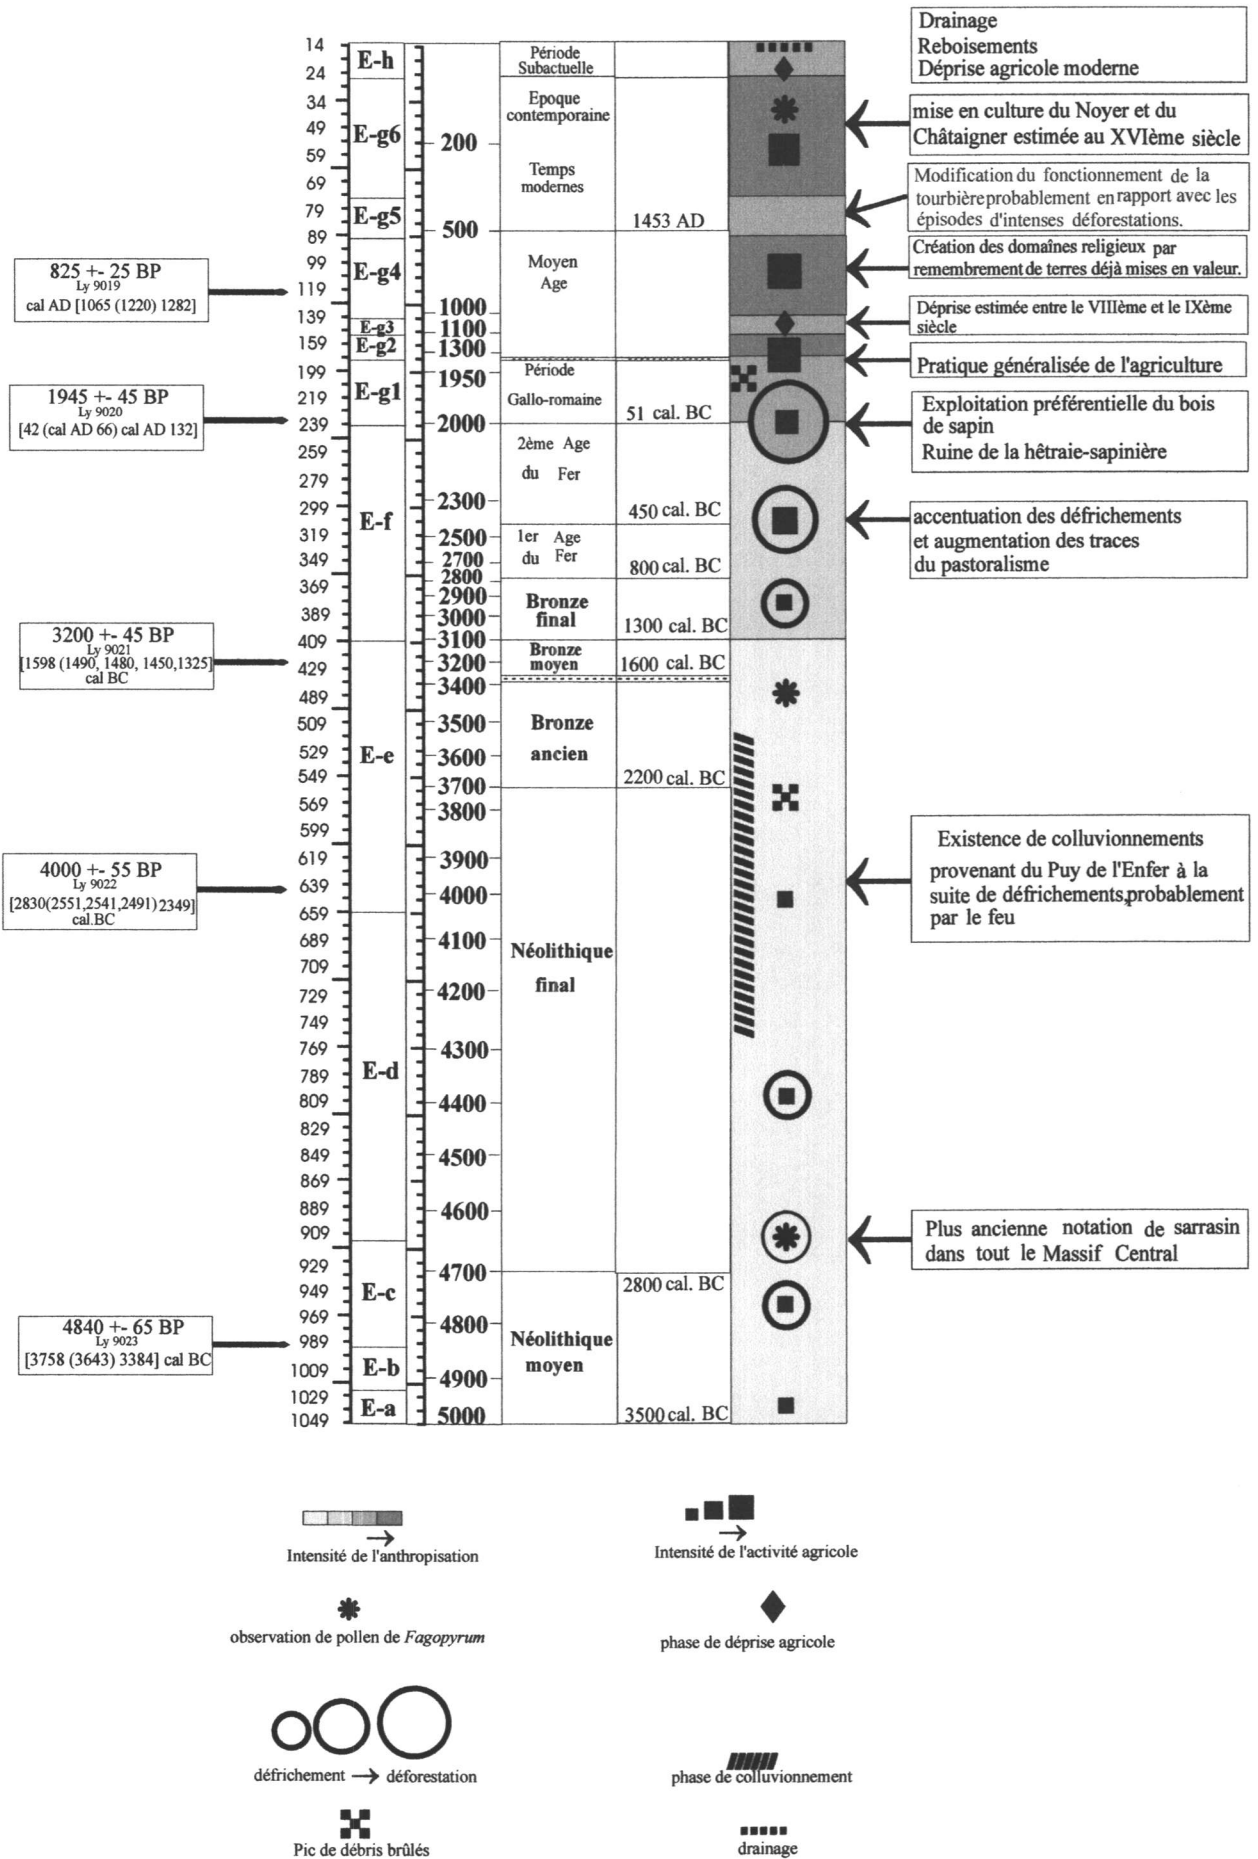 14
24
34
49
59
69
79
89
99
119
139
159
199
219
239
259
279
299
319
349
369
389
409
429
489
509
529
549
569
599
619
639
659
689
709
729
749
769
789
809
829
849
869
889
909
929
949
969
989
1009
1029
1049
E-h
E-g6
E-g5
E-g4
E-g3
E-g2
E-g1
E-f
E-e
E-d
E-c
E-b
E-a
200
500
1000
1100
1300
1950
2000
2300
2500
2700
2800
2900
3000
3100
3200
3400
3500
3600
3700
3800
3900
4000
4100
4200
4300
4400
4500
4600
4700
4800
4900
5000
825 +- 25 BP
Ly 9019
cal AD [1065 (1220) 1282]
1945 +- 45 BP
Ly 9020
[42 (cal AD 66) cal AD 132]
3200 +- 45 BP
Ly 9021
[1598 (1490, 1480, 1450,1325]
cal BC
4000 +- 55 BP
Ly 9022
[2830(2551,2541,2491) 2349]
cal.BC
4840 +- 65 BP
Ly 9023
[3758 (3643) 3384] cal BC
Période
Subactuelle
Epoque
contemporaine
Temps
modernes
Moyen
Age
Période
Gallo-romaine
2ème Age
du Fer
1er Age
du Fer
Bronze
final
Bronze
moyen
Bronze
ancien
Néolithique
final
Néolithique
moyen
1453 AD
51 cal. BC
450 cal. BC
800 cal. BC
1300 cal. BC
1600 cal. BC
2200 cal. BC
2800 cal. BC
3500 cal. BC
Drainage
Reboisements
Déprise agricole moderne
mise en culture du Noyer et du
Châtaigner estimée au XVIème siècle
Modification du fonctionnement de la
tourbière probablement en rapport avec les
épisodes d'intenses déforestations.
Création des domaînes religieux par
remembrement de terres déjà mises en valeur.
Déprise estimée entre le VIIIème et le IXème
siècle
Pratique généralisée de l'agriculture
Exploitation préférentielle du bois
de sapin
Ruine de la hêtraie-sapinière
accentuation des défrichements
et augmentation des traces
du pastoralisme
Existence de colluvionnements
provenant du Puy de l'Enfer à la
suite de défrichements,probablement
par le feu
Plus ancienne notation de sarrasin
dans tout le Massif Central
Intensité de l'anthropisation
Intensité de l'activité agricole
observation de pollen de Fagopyrum
phase de déprise agricole
défrichement → déforestation
phase de colluvionnement
Pic de débris brûlés
drainage